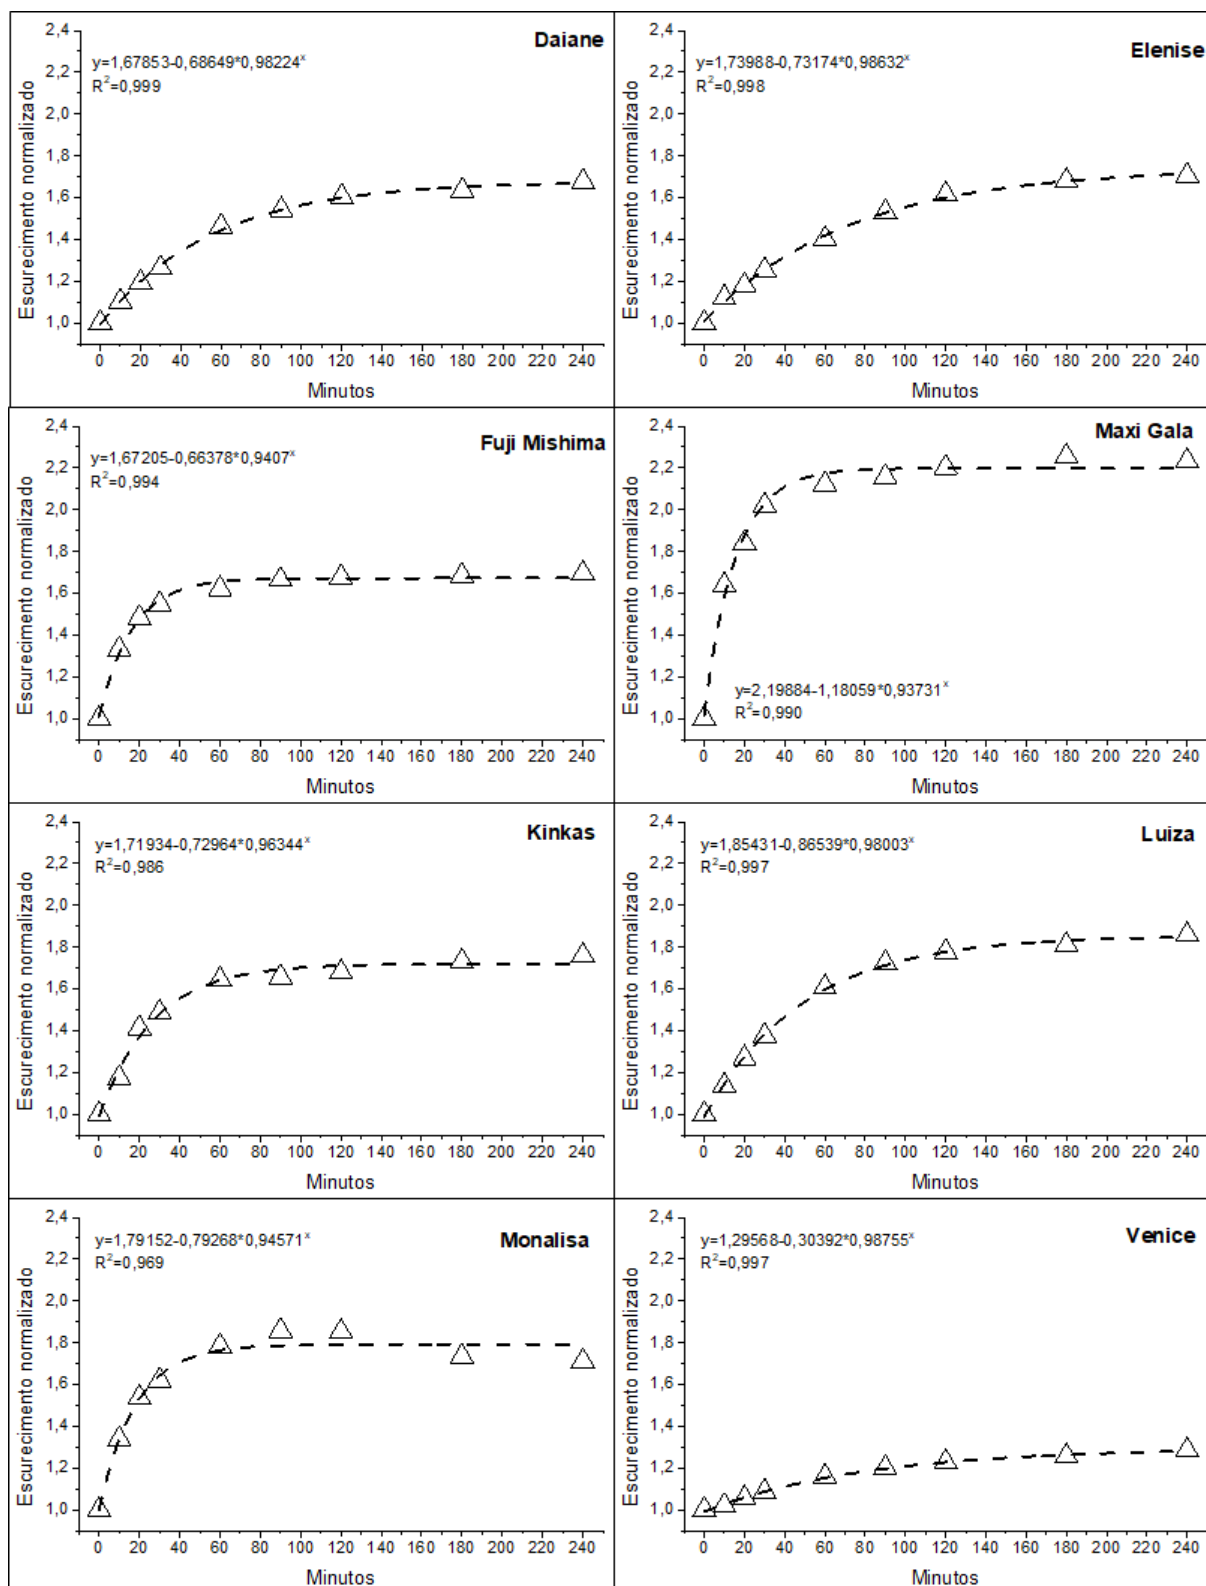 Daiane
y=1,67853-0,68649*0,98224ˣ
R²=0,999
Escurecimento normalizado
2,4
2,2
2,0
1,8
1,6
1,4
1,2
1,0
0 20 40 60 80 100 120 140 160 180 200 220 240
Minutos
Elenise
y=1,73988-0,73174*0,98632ˣ
R²=0,998
Escurecimento normalizado
2,4
2,2
2,0
1,8
1,6
1,4
1,2
1,0
0 20 40 60 80 100 120 140 160 180 200 220 240
Minutos
Fuji Mishima
y=1,67205-0,66378*0,9407ˣ
R²=0,994
Escurecimento normalizado
2,4
2,2
2,0
1,8
1,6
1,4
1,2
1,0
0 20 40 60 80 100 120 140 160 180 200 220 240
Minutos
Maxi Gala
Escurecimento normalizado
2,4
2,2
2,0
1,8
1,6
1,4
1,2
1,0
y=2,19884-1,18059*0,93731ˣ
R²=0,990
0 20 40 60 80 100 120 140 160 180 200 220 240
Minutos
Kinkas
y=1,71934-0,72964*0,96344ˣ
R²=0,986
Escurecimento normalizado
2,4
2,2
2,0
1,8
1,6
1,4
1,2
1,0
0 20 40 60 80 100 120 140 160 180 200 220 240
Minutos
Luiza
y=1,85431-0,86539*0,98003ˣ
R²=0,997
Escurecimento normalizado
2,4
2,2
2,0
1,8
1,6
1,4
1,2
1,0
0 20 40 60 80 100 120 140 160 180 200 220 240
Minutos
Monalisa
y=1,79152-0,79268*0,94571ˣ
R²=0,969
Escurecimento normalizado
2,4
2,2
2,0
1,8
1,6
1,4
1,2
1,0
0 20 40 60 80 100 120 140 160 180 200 220 240
Minutos
Venice
y=1,29568-0,30392*0,98755ˣ
R²=0,997
Escurecimento normalizado
2,4
2,2
2,0
1,8
1,6
1,4
1,2
1,0
0 20 40 60 80 100 120 140 160 180 200 220 240
Minutos